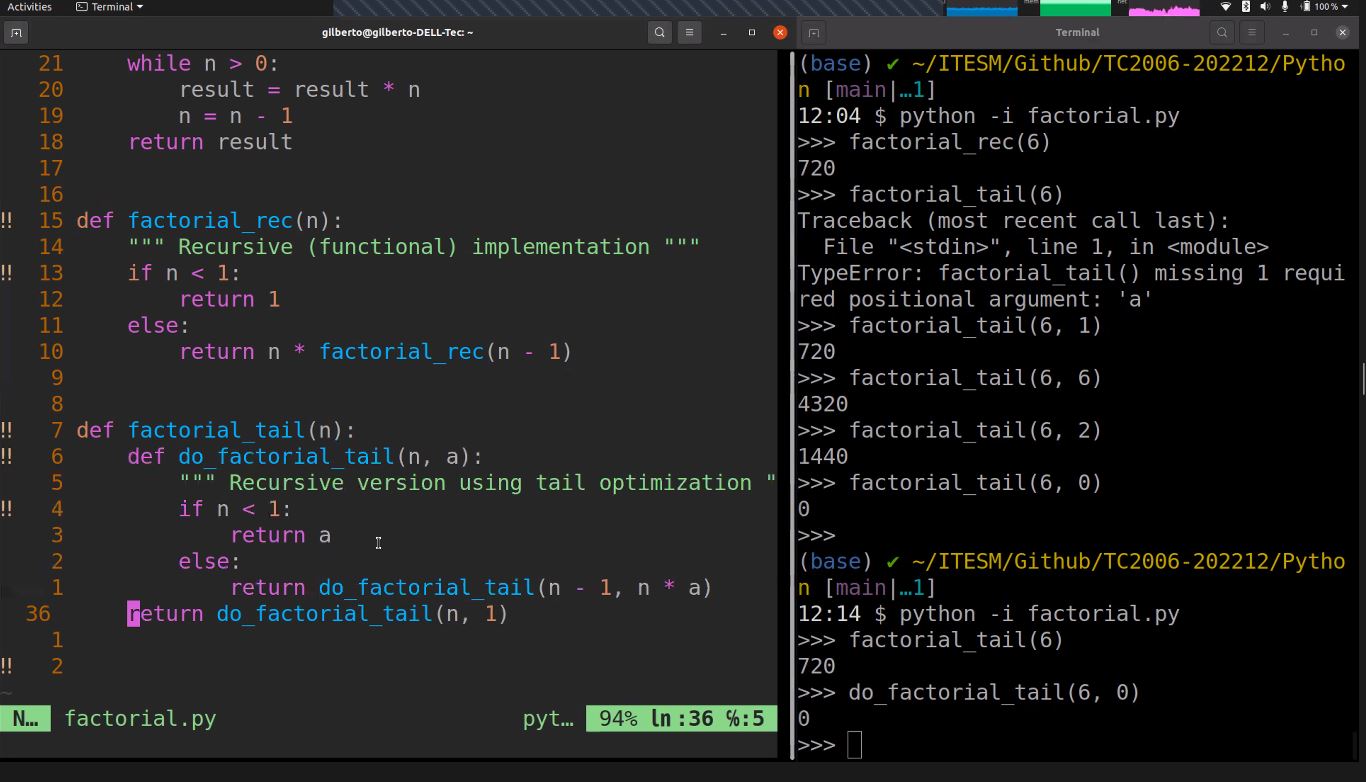 Activities
Terminal
mem
net
100 %
gilberto@gilberto-DELL-Tec: ~
21 while n > 0:
20 result = result * n
19 n = n - 1
18 return result
17
16
!! 15 def factorial_rec(n):
14 """ Recursive (functional) implementation """
!! 13 if n < 1:
12 return 1
11 else:
10 return n * factorial_rec(n - 1)
9
8
!! 7 def factorial_tail(n):
!! 6 def do_factorial_tail(n, a):
5 """ Recursive version using tail optimization "
!! 4 if n < 1:
3 return a
2 else:
1 return do_factorial_tail(n - 1, n * a)
36 return do_factorial_tail(n, 1)
1
!! 2
~
N… factorial.py pyt… 94% ln :36 ℅:5
Terminal
(base) ✔ ~/ITESM/Github/TC2006-202212/Pytho
n [main|…1]
12:04 $ python -i factorial.py
>>> factorial_rec(6)
720
>>> factorial_tail(6)
Traceback (most recent call last):
File "<stdin>", line 1, in <module>
TypeError: factorial_tail() missing 1 requi
red positional argument: 'a'
>>> factorial_tail(6, 1)
720
>>> factorial_tail(6, 6)
4320
>>> factorial_tail(6, 2)
1440
>>> factorial_tail(6, 0)
0
>>>
(base) ✔ ~/ITESM/Github/TC2006-202212/Pytho
n [main|…1]
12:14 $ python -i factorial.py
>>> factorial_tail(6)
720
>>> do_factorial_tail(6, 0)
0
>>>